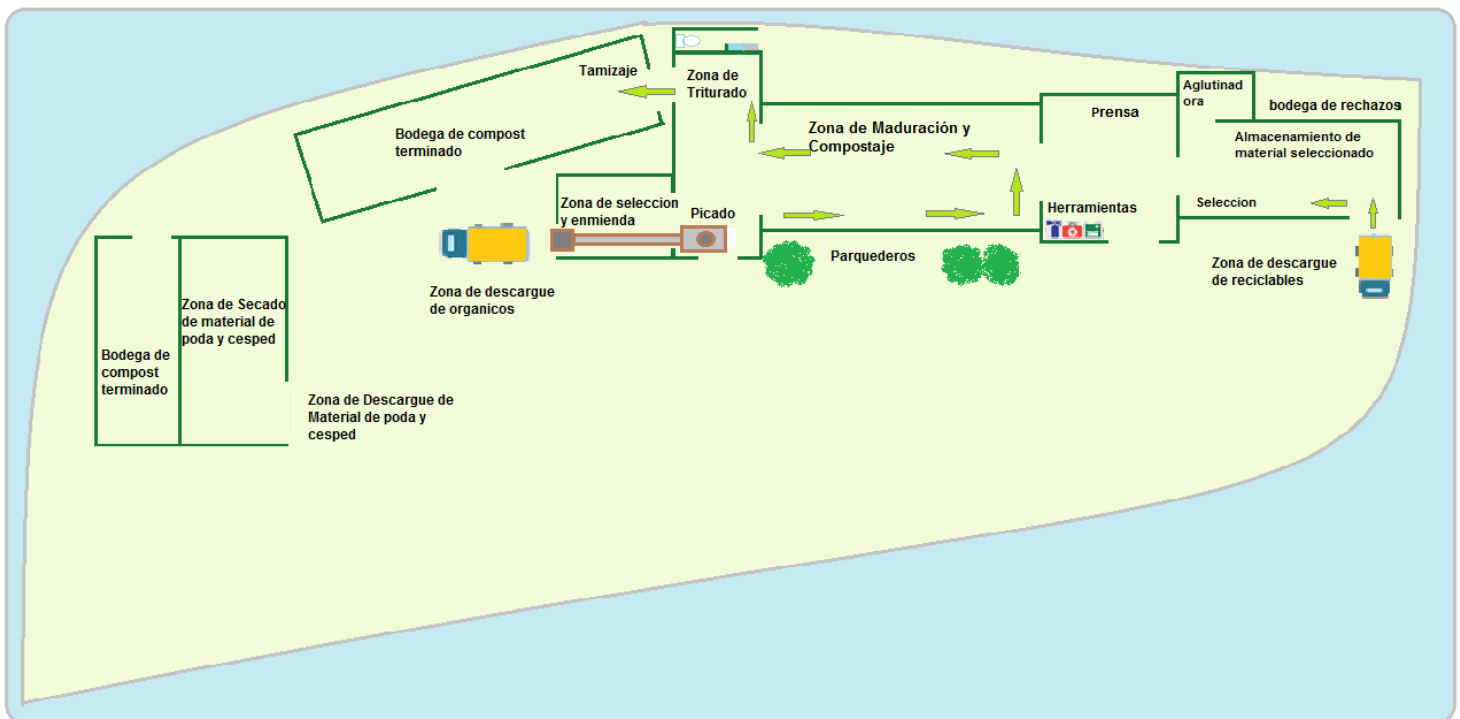 Tamizaje
Zona de
Triturado
Bodega de compost
terminado
Zona de Maduración y
Compostaje
Prensa
Aglutinad
ora
bodega de rechazos
Almacenamiento de
material seleccionado
Zona de seleccion
y enmienda
Picado
Herramientas
Seleccion
Parquederos
Zona de descargue
de reciclables
Zona de descargue
de organicos
Zona de Secado
de material de
poda y cesped
Bodega de
compost
terminado
Zona de Descargue de
Material de poda y
cesped